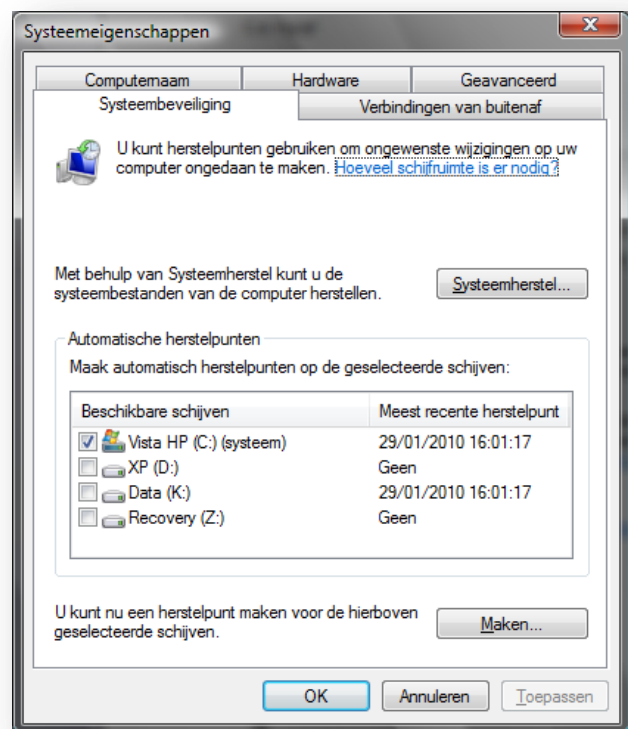 Systeemeigenschappen
Computernaam Hardware Geavanceerd
Systeembeveiliging Verbindingen van buitenaf
U kunt herstelpunten gebruiken om ongewenste wijzigingen op uw
computer ongedaan te maken. Hoeveel schijfruimte is er nodig?
Met behulp van Systeemherstel kunt u de
systeembestanden van de computer herstellen.
Systeemherstel...
Automatische herstelpunten
Maak automatisch herstelpunten op de geselecteerde schijven:
Beschikbare schijven Meest recente herstelpunt
Vista HP (C:) (systeem) 29/01/2010 16:01:17
XP (D:) Geen
Data (K:) 29/01/2010 16:01:17
Recovery (Z:) Geen
U kunt nu een herstelpunt maken voor de hierboven
geselecteerde schijven.
Maken...
OK Annuleren Toepassen